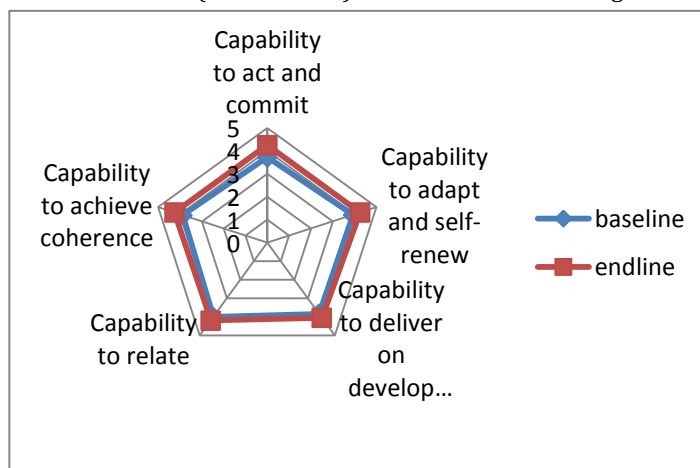 Capability
to act and
commit
5
4
3
2
1
0
Capability
to adapt
and self-
renew
Capability
to deliver
on
develop…
Capability
to relate
Capability
to achieve
coherence
baseline
endline